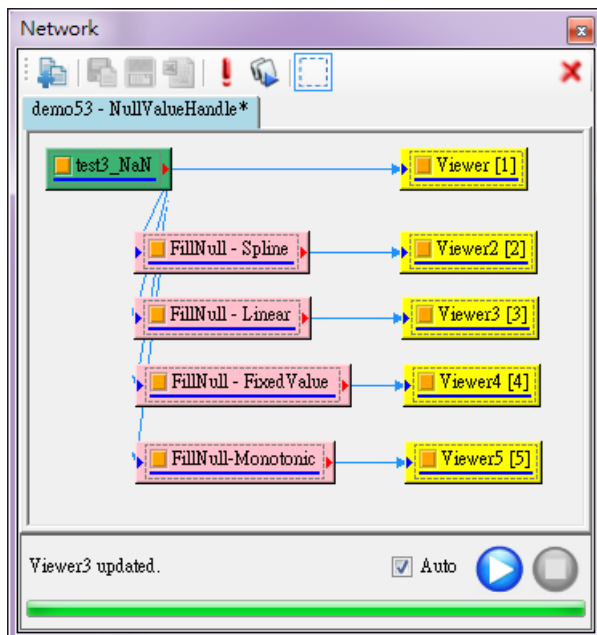 Network
demo53 - NullValueHandle*
test3_NaN
Viewer [1]
FillNull - Spline
Viewer2 [2]
FillNull - Linear
Viewer3 [3]
FillNull - FixedValue
Viewer4 [4]
FillNull-Monotonic
Viewer5 [5]
Viewer3 updated.
Auto